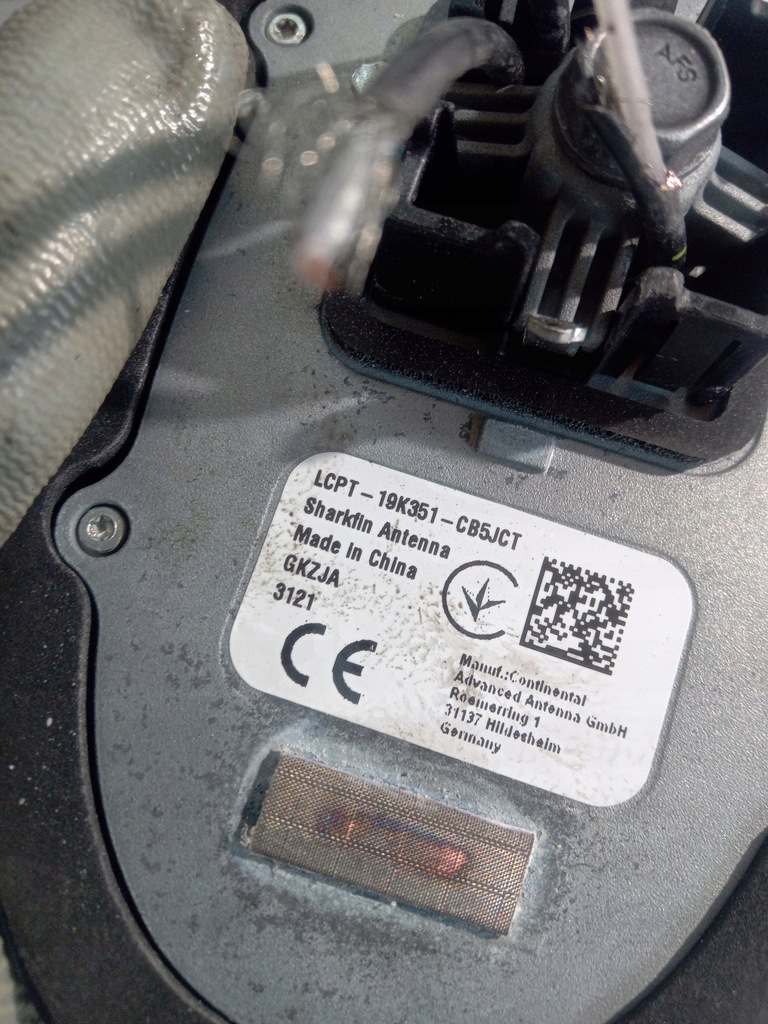 AFS
LCPT-19K351-CB5JCT
Sharkfin Antenna
Made in China
GKZJA
3121
CE
Manuf.:Continental
Advanced Antenna GmbH
Roemerring 1
31137 Hildesheim
Germany